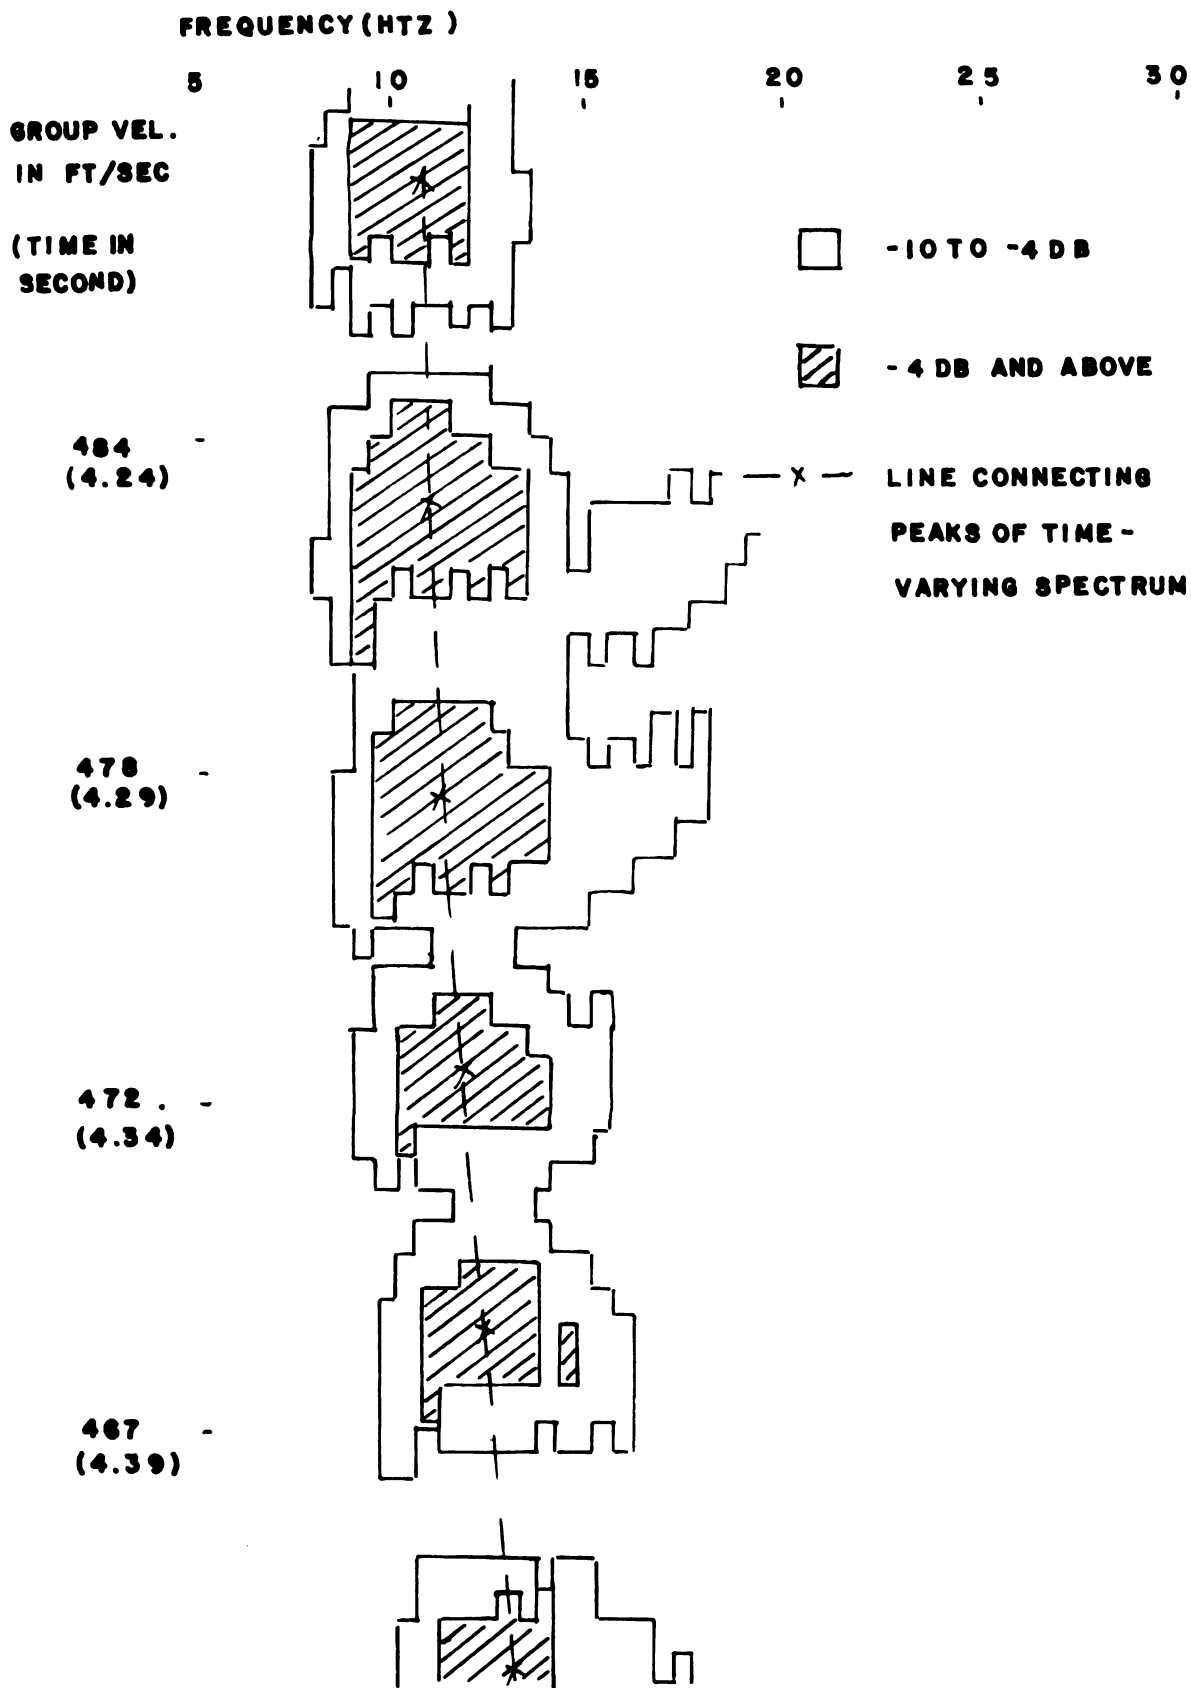 FREQUENCY (HTZ )
5 10 15 20 25 30
GROUP VEL.
IN FT/SEC
(TIME IN
SECOND)
-10 TO -4 DB
-4 DB AND ABOVE
484
(4.24)
— x — LINE CONNECTING
PEAKS OF TIME-
VARYING SPECTRUM
478
(4.29)
472 .
(4.34)
467
(4.39)